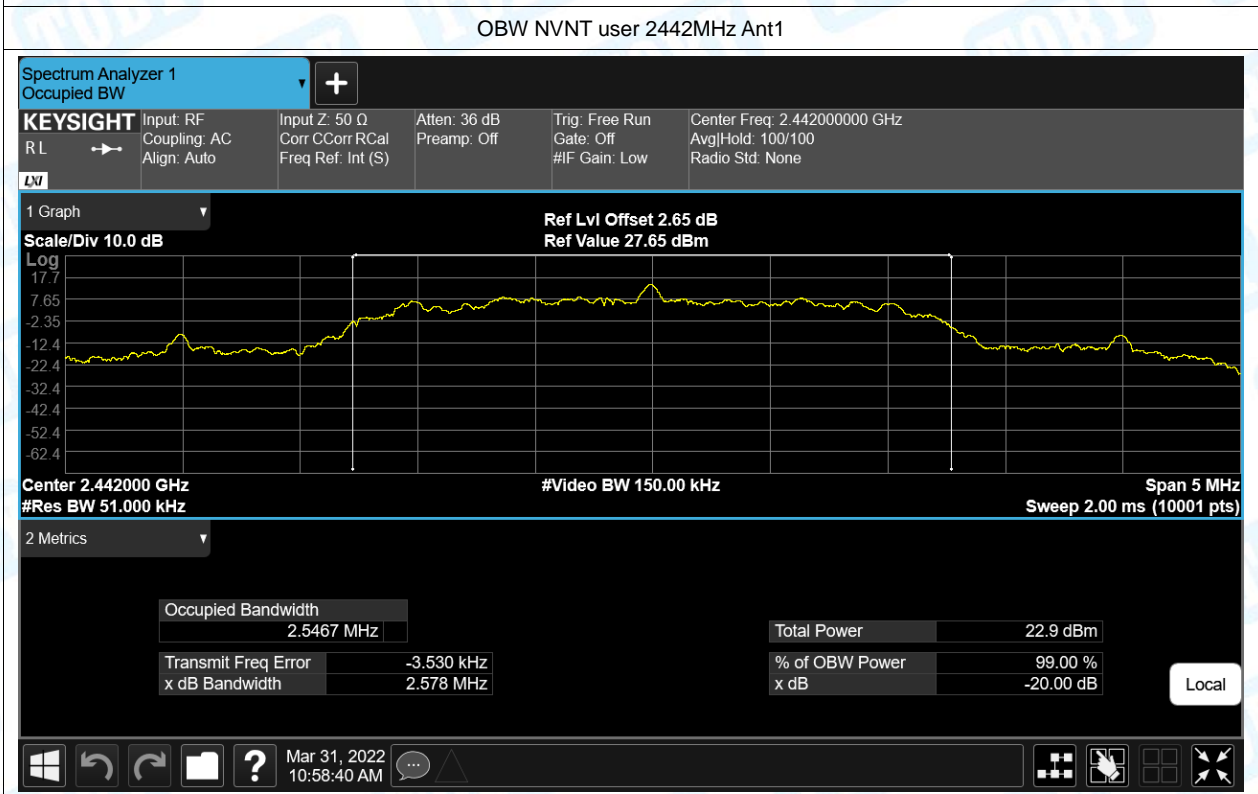 OBW NVNT user 2442MHz Ant1
Spectrum Analyzer 1
Occupied BW
+
KEYSIGHT
RL
LXI
Input: RF
Coupling: AC
Align: Auto
Input Z: 50 Ω
Corr CCorr RCal
Freq Ref: Int (S)
Atten: 36 dB
Preamp: Off
Trig: Free Run
Gate: Off
#IF Gain: Low
Center Freq: 2.442000000 GHz
Avg|Hold: 100/100
Radio Std: None
1 Graph
Scale/Div 10.0 dB
Ref Lvl Offset 2.65 dB
Ref Value 27.65 dBm
Log
17.7
7.65
-2.35
-12.4
-22.4
-32.4
-42.4
-52.4
-62.4
Center 2.442000 GHz
#Video BW 150.00 kHz
Span 5 MHz
#Res BW 51.000 kHz
Sweep 2.00 ms (10001 pts)
2 Metrics
Occupied Bandwidth
2.5467 MHz
Total Power 22.9 dBm
Transmit Freq Error -3.530 kHz
% of OBW Power 99.00 %
x dB Bandwidth 2.578 MHz
x dB -20.00 dB
Local
?
Mar 31, 2022
10:58:40 AM
TOBY